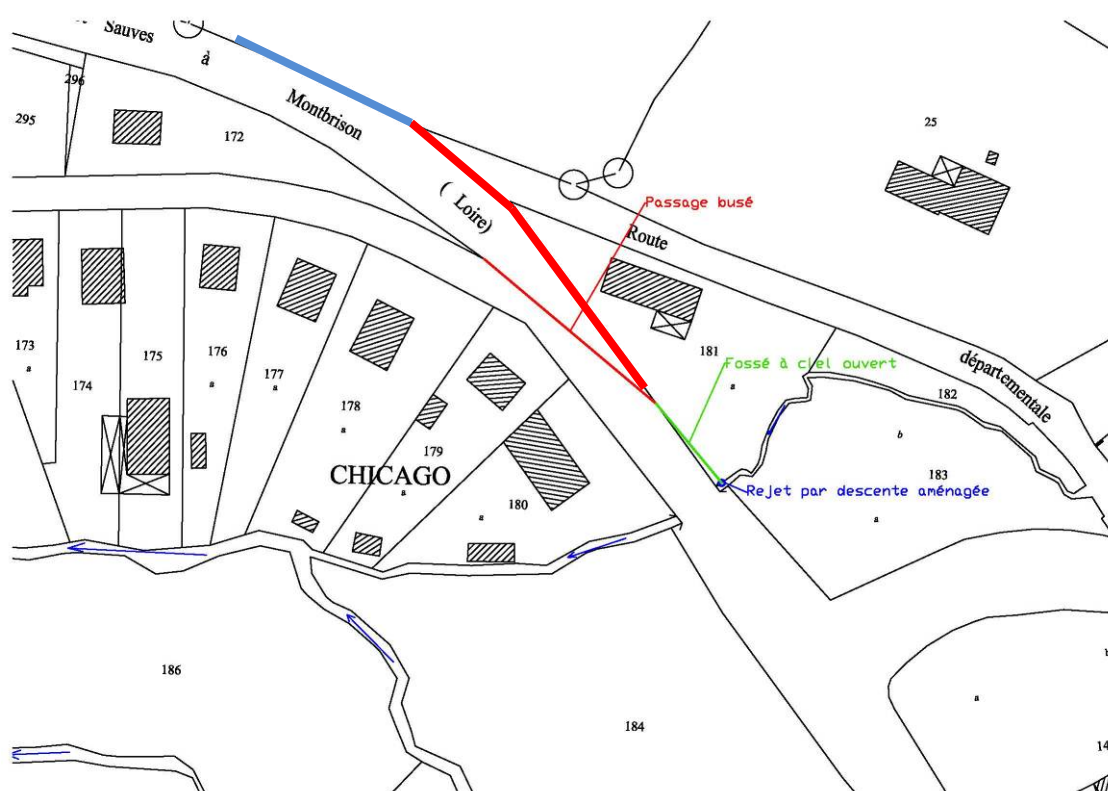 Sauves
à
Montbrison
(Loire)
296
295
172
25
Passage busé
Route
départementale
173
a
174
175
176
a
177
a
178
a
179
a
180
a
CHICAGO
181
a
Fossé à ciel ouvert
182
b
183
a
Rejet par descente aménagée
186
184
a
14